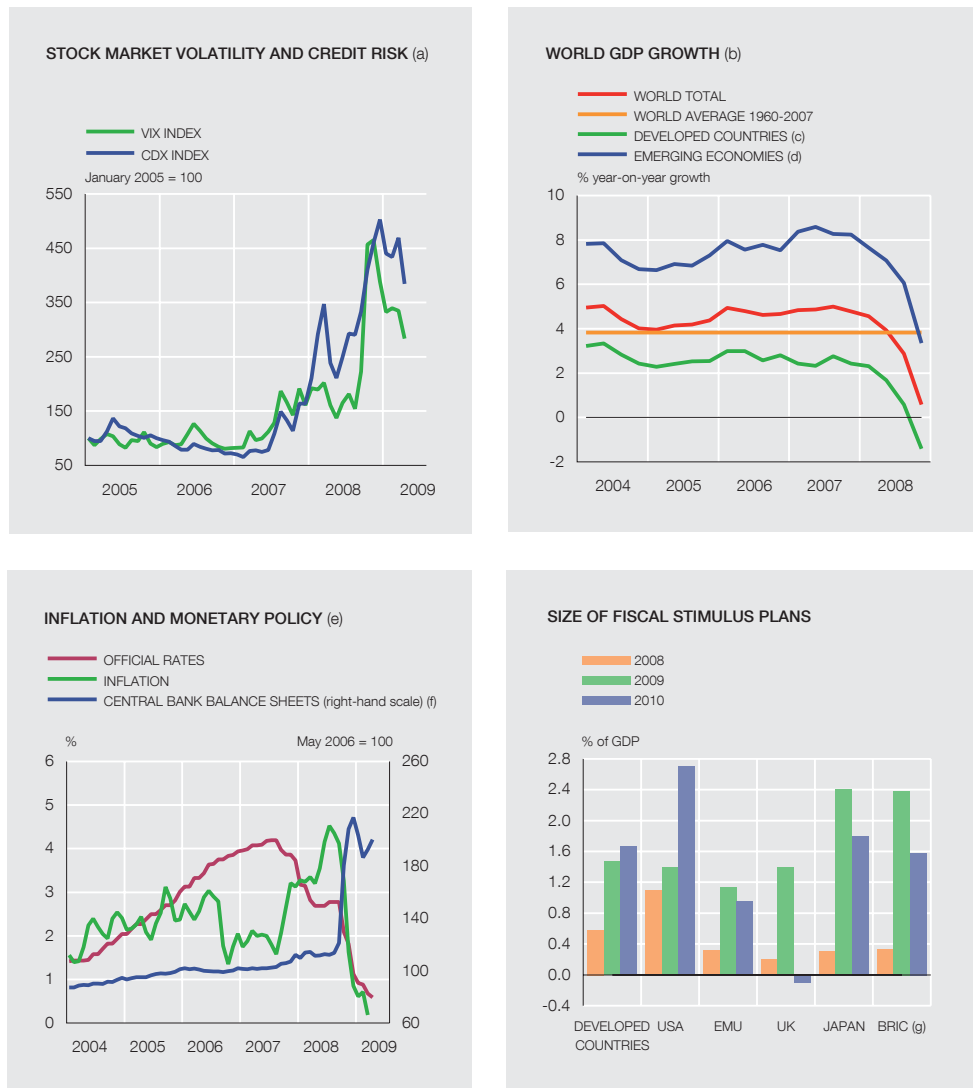 STOCK MARKET VOLATILITY AND CREDIT RISK (a)
VIX INDEX
CDX INDEX
January 2005 = 100
550
450
350
250
150
50
2005 2006 2007 2008 2009
WORLD GDP GROWTH (b)
WORLD TOTAL
WORLD AVERAGE 1960-2007
DEVELOPED COUNTRIES (c)
EMERGING ECONOMIES (d)
% year-on-year growth
10
8
6
4
2
0
-2
2004 2005 2006 2007 2008
INFLATION AND MONETARY POLICY (e)
OFFICIAL RATES
INFLATION
CENTRAL BANK BALANCE SHEETS (right-hand scale) (f)
% May 2006 = 100
6 260
5 220
4 180
3 140
2 100
1 60
0
2004 2005 2006 2007 2008 2009
SIZE OF FISCAL STIMULUS PLANS
2008
2009
2010
% of GDP
2.8
2.4
2.0
1.6
1.2
0.8
0.4
0.0
-0.4
DEVELOPED USA EMU UK JAPAN BRIC (g)
COUNTRIES